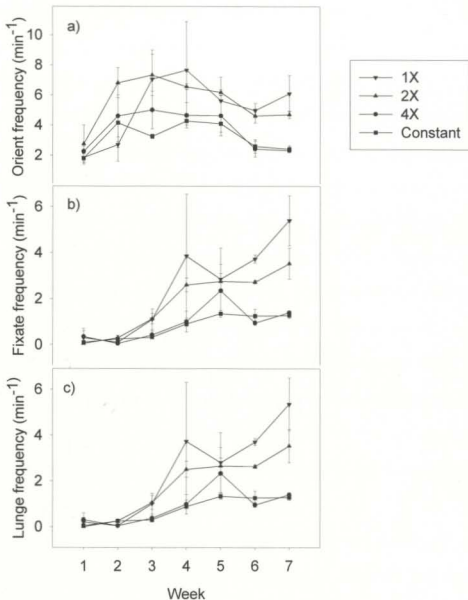 a)
10
8
6
4
2
Orient frequency (min⁻¹)
1X
2X
4X
Constant
b)
6
4
2
0
Fixate frequency (min⁻¹)
c)
6
4
2
0
Lunge frequency (min⁻¹)
1 2 3 4 5 6 7
Week